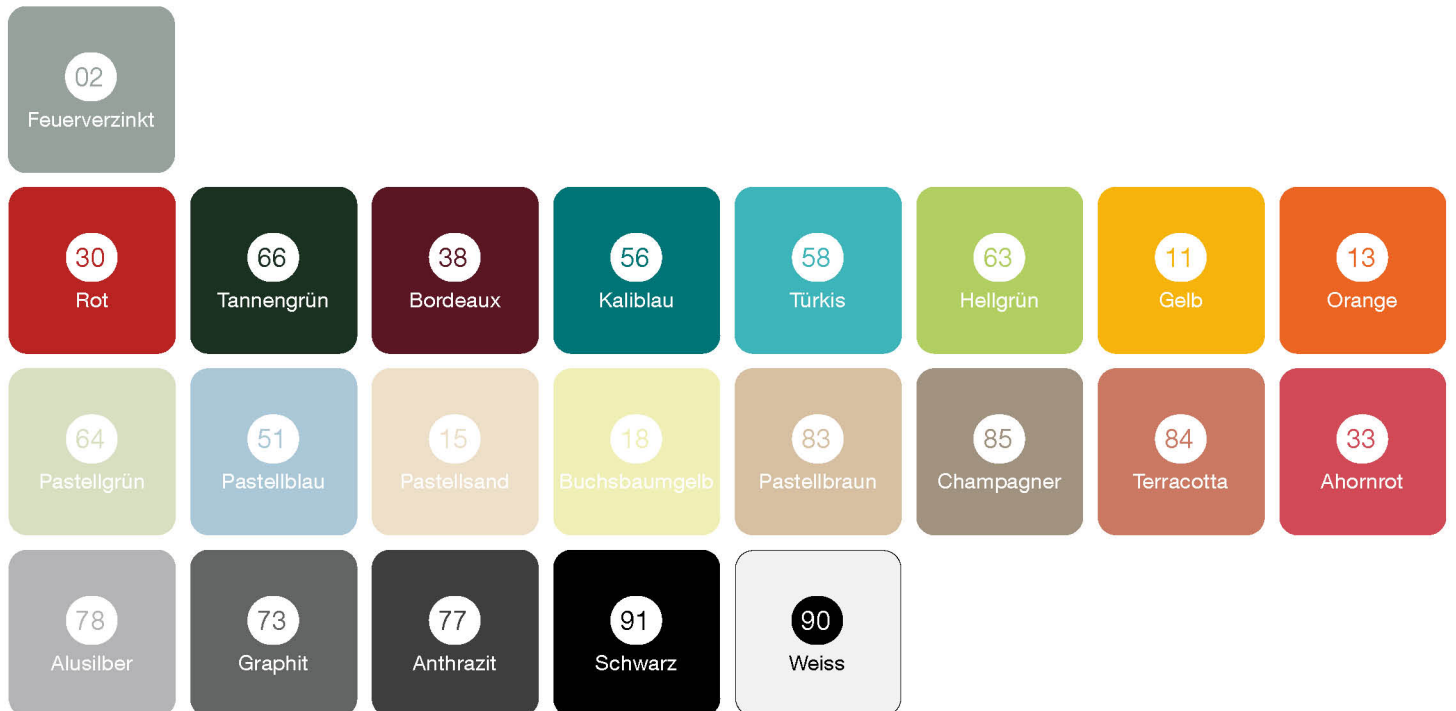 02
Feuerverzinkt
30
Rot
66
Tannengrün
38
Bordeaux
56
Kaliblau
58
Türkis
63
Hellgrün
11
Gelb
13
Orange
64
Pastellgrün
51
Pastellblau
15
Pastellsand
18
Buchsbaumgelb
83
Pastellbraun
85
Champagner
84
Terracotta
33
Ahornrot
78
Alusilber
73
Graphit
77
Anthrazit
91
Schwarz
90
Weiss